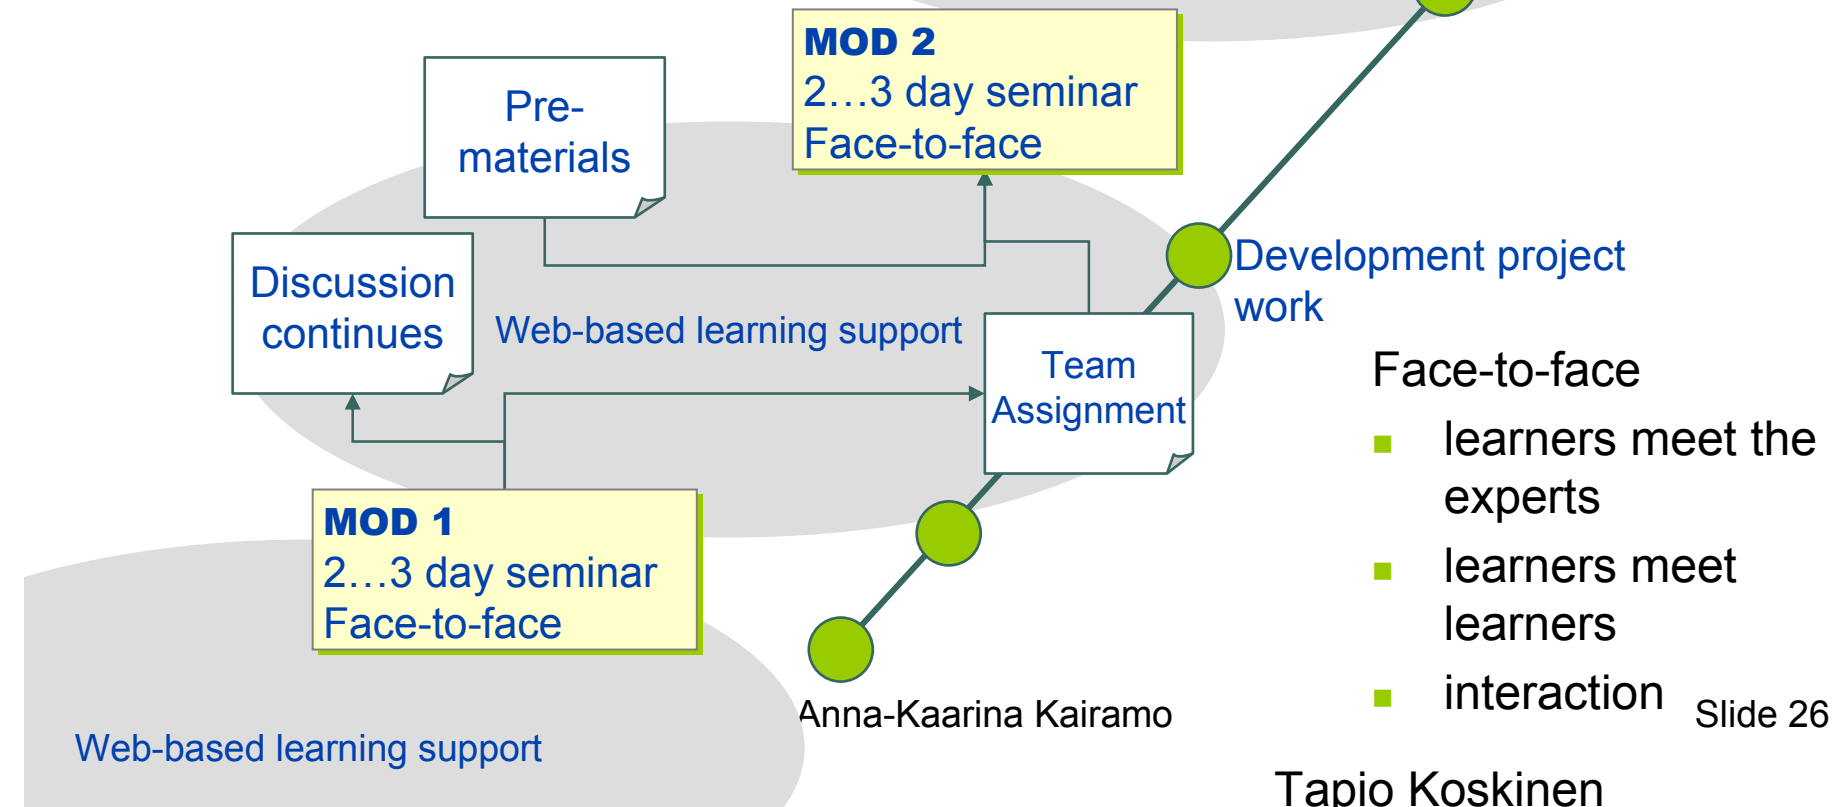 MOD 2
2…3 day seminar
Face-to-face
Pre-
materials
Discussion
continues
Web-based learning support
Development project
work
Team
Assignment
MOD 1
2…3 day seminar
Face-to-face
Web-based learning support
Face-to-face
learners meet the
experts
learners meet
learners
interaction
Anna-Kaarina Kairamo
Slide 26
Tapio Koskinen